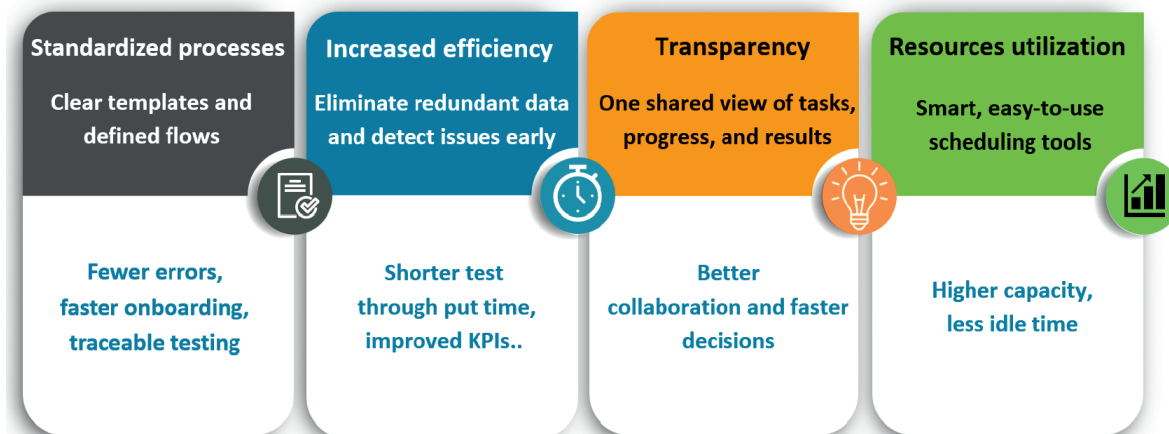 Standardized processes
Clear templates and
defined flows
Fewer errors,
faster onboarding,
traceable testing
Increased efficiency
Eliminate redundant data
and detect issues early
Shorter test
through put time,
improved KPIs..
Transparency
One shared view of tasks,
progress, and results
Better
collaboration and faster
decisions
Resources utilization
Smart, easy-to-use
scheduling tools
Higher capacity,
less idle time